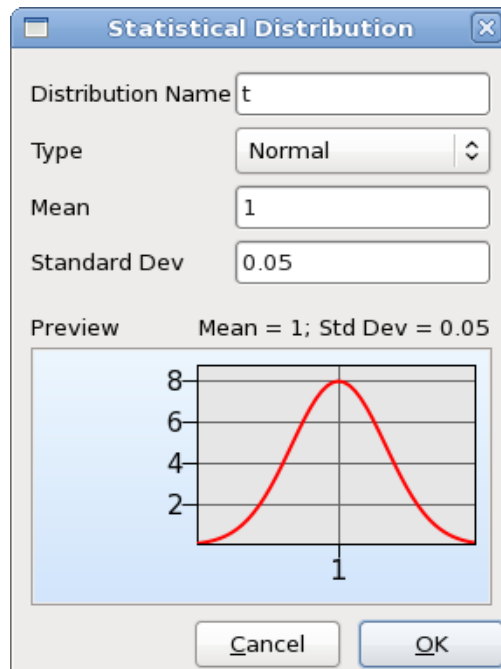 Statistical Distribution
Distribution Name t
Type Normal
Mean 1
Standard Dev 0.05
Preview Mean = 1; Std Dev = 0.05
8
6
4
2
1
Cancel OK